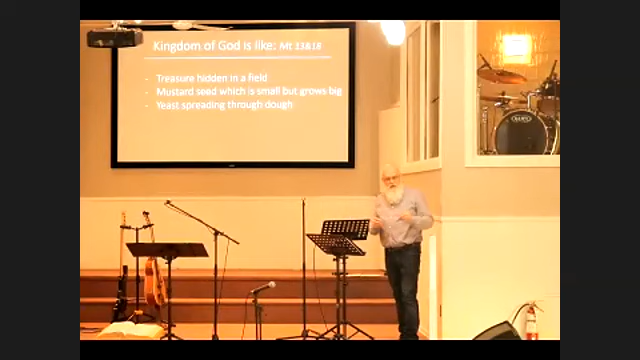 Kingdom of God is like: Mt 13&18
- Treasure hidden in a field
- Mustard seed which is small but grows big
- Yeast spreading through dough